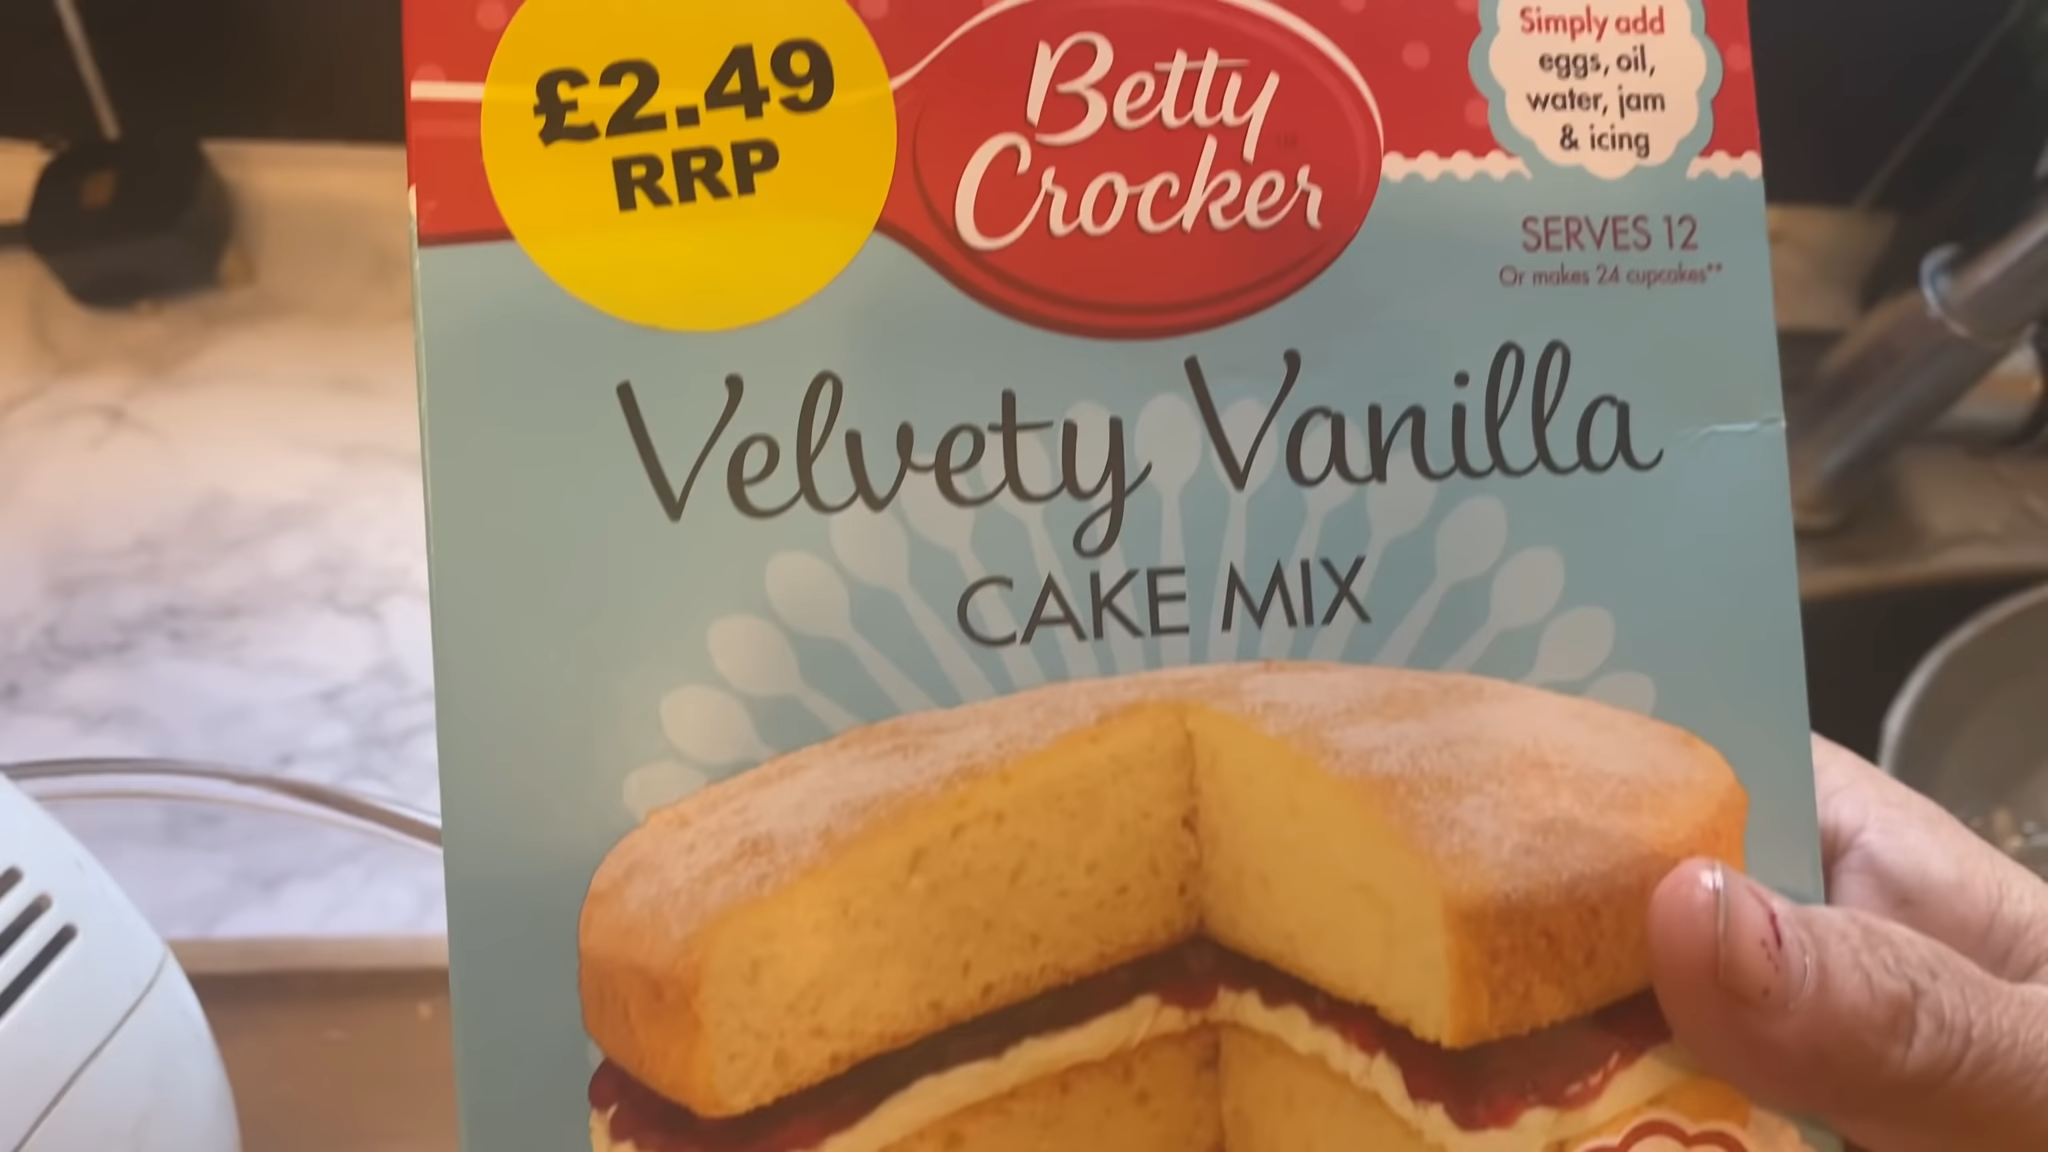 £2.49
RRP
Betty
Crocker
Simply add
eggs, oil,
water, jam
& icing
SERVES 12
Or makes 24 cupcakes**
Velvety Vanilla
CAKE MIX